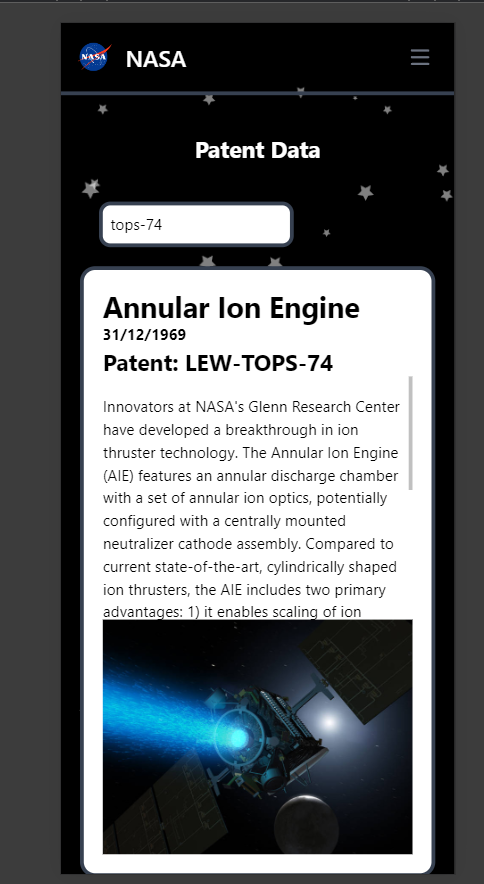 NASA
NASA
Patent Data
tops-74
Annular Ion Engine
31/12/1969
Patent: LEW-TOPS-74
Innovators at NASA's Glenn Research Center
have developed a breakthrough in ion
thruster technology. The Annular Ion Engine
(AIE) features an annular discharge chamber
with a set of annular ion optics, potentially
configured with a centrally mounted
neutralizer cathode assembly. Compared to
current state-of-the-art, cylindrically shaped
ion thrusters, the AIE includes two primary
advantages: 1) it enables scaling of ion